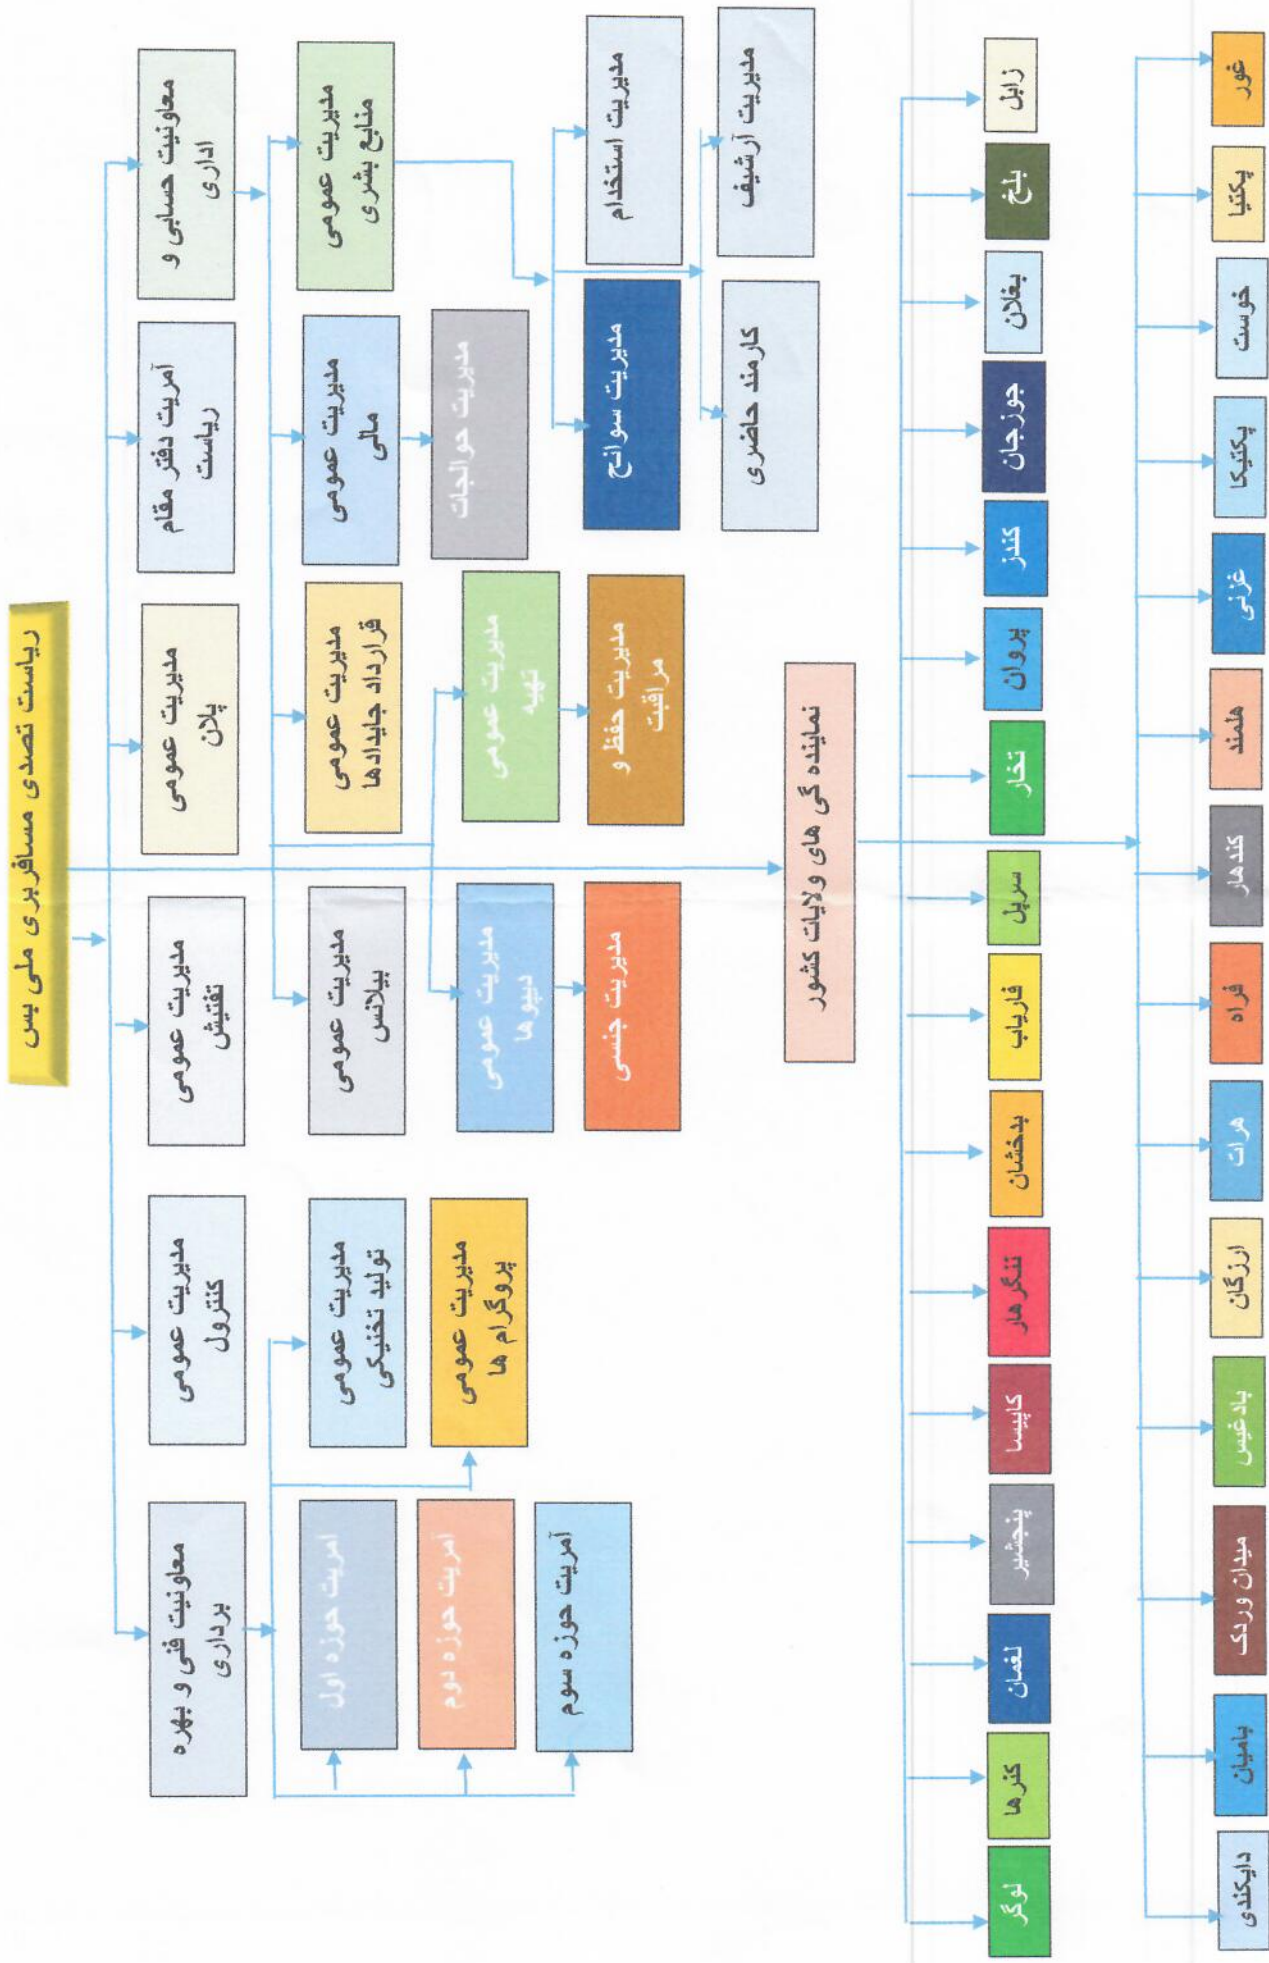 ریاست تصدی مسافربری ملی بس
معاونیت حسابی و
اداری
آمریت دفتر مقام
ریاست
مدیریت عمومی
پلان
مدیریت عمومی
تفتیش
مدیریت عمومی
کنترول
معاونیت فنی و بهره
برداری
مدیریت عمومی
منابع بشری
مدیریت عمومی
مالی
مدیریت عمومی
قرارداد جایدادها
مدیریت عمومی
بیلانس
مدیریت عمومی
تولید تخنیکی
آمریت حوزه اول
مدیریت حوالجات
مدیریت عمومی
تهیه
مدیریت عمومی
دیپو ها
مدیریت عمومی
پروگرام ها
آمریت حوزه دوم
مدیریت استخدام
مدیریت سوانح
مدیریت حفظ و
مراقبت
مدیریت جنسی
آمریت حوزه سوم
مدیریت آرشیف
کارمند حاضری
نماینده گی های ولایات کشور
زابل
بلخ
بغلان
جوزجان
کندز
پروان
تخار
سرپل
فاریاب
بدخشان
ننگرهار
کاپیسا
پنجشیر
لغمان
کنرها
لوگر
غور
پکتیا
خوست
پکتیکا
غزنی
هلمند
کندهار
فراه
هرات
ارزگان
بادغیس
میدان وردک
بامیان
دایکندی